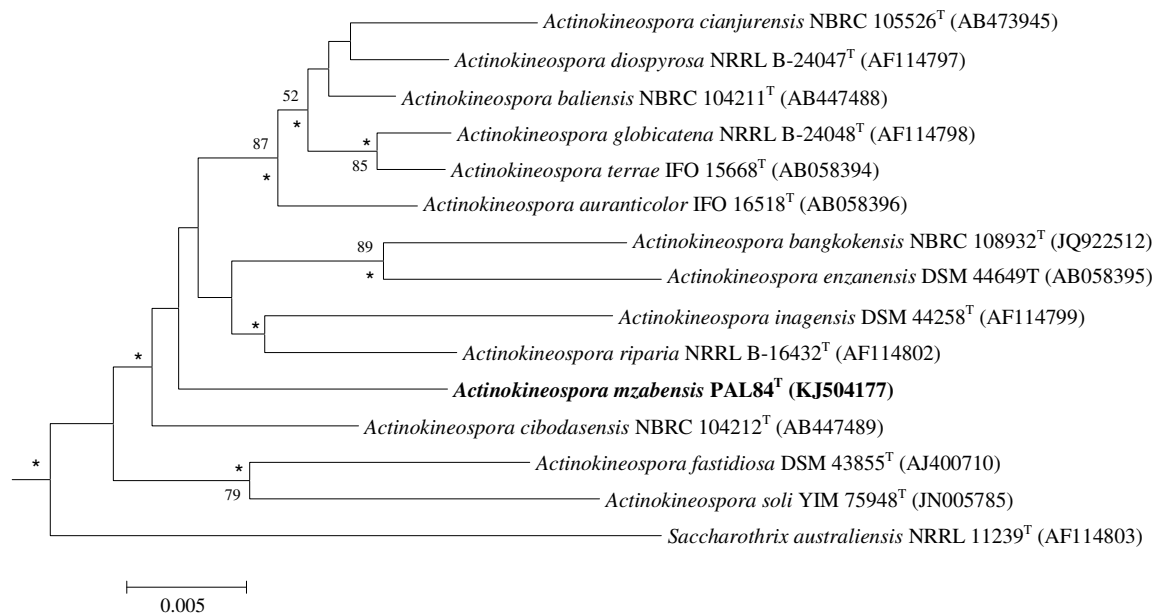 Actinokineospora cianjurensis NBRC 105526T (AB473945)
Actinokineospora diospyrosa NRRL B-24047T (AF114797)
52
Actinokineospora baliensis NBRC 104211T (AB447488)
*
87
*
Actinokineospora globicatena NRRL B-24048T (AF114798)
85
Actinokineospora terrae IFO 15668T (AB058394)
*
Actinokineospora auranticolor IFO 16518T (AB058396)
89
Actinokineospora bangkokensis NBRC 108932T (JQ922512)
*
Actinokineospora enzanensis DSM 44649T (AB058395)
*
Actinokineospora inagensis DSM 44258T (AF114799)
Actinokineospora riparia NRRL B-16432T (AF114802)
*
Actinokineospora mzabensis PAL84T (KJ504177)
Actinokineospora cibodasensis NBRC 104212T (AB447489)
*
*
Actinokineospora fastidiosa DSM 43855T (AJ400710)
79
Actinokineospora soli YIM 75948T (JN005785)
Saccharothrix australiensis NRRL 11239T (AF114803)
0.005